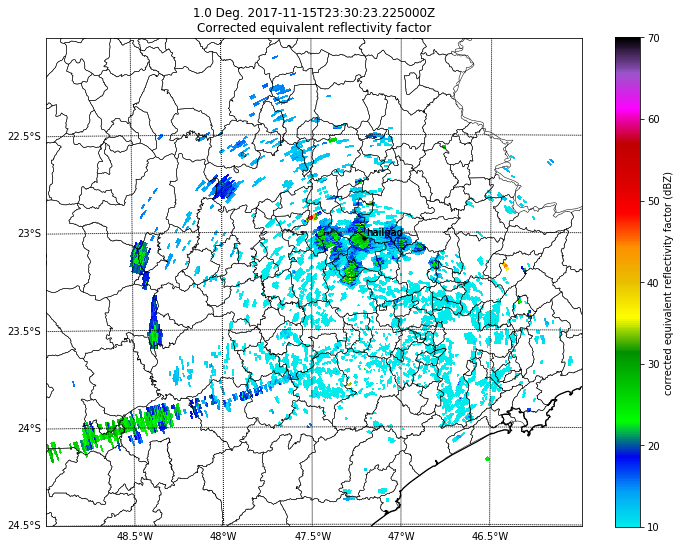 1.0 Deg. 2017-11-15T23:30:23.225000Z
Corrected equivalent reflectivity factor
22.5°S
23°S
23.5°S
24°S
24.5°S
48.5°W
48°W
47.5°W
47°W
46.5°W
hailpad
70
60
50
40
30
20
10
corrected equivalent reflectivity factor (dBZ)